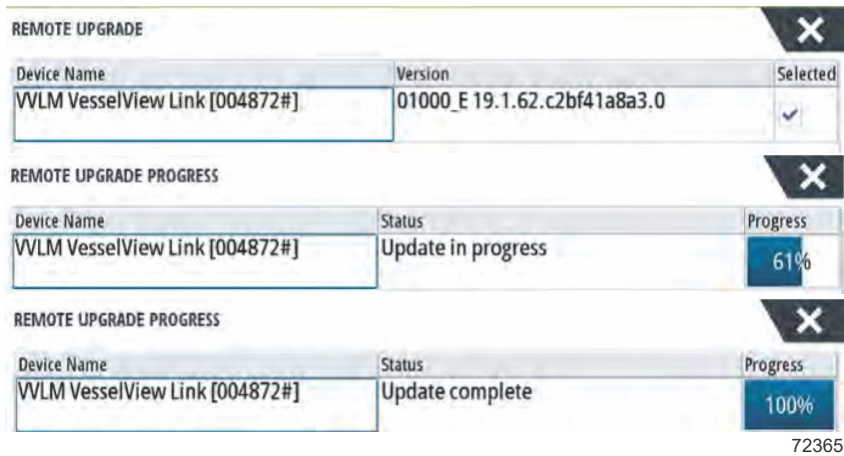 REMOTE UPGRADE
Device Name Version Selected
VVLM VesselView Link [004872#] 01000_E 19.1.62.c2bf41a8a3.0
REMOTE UPGRADE PROGRESS
Device Name Status Progress
VVLM VesselView Link [004872#] Update in progress 61%
REMOTE UPGRADE PROGRESS
Device Name Status Progress
VVLM VesselView Link [004872#] Update complete 100%
72365